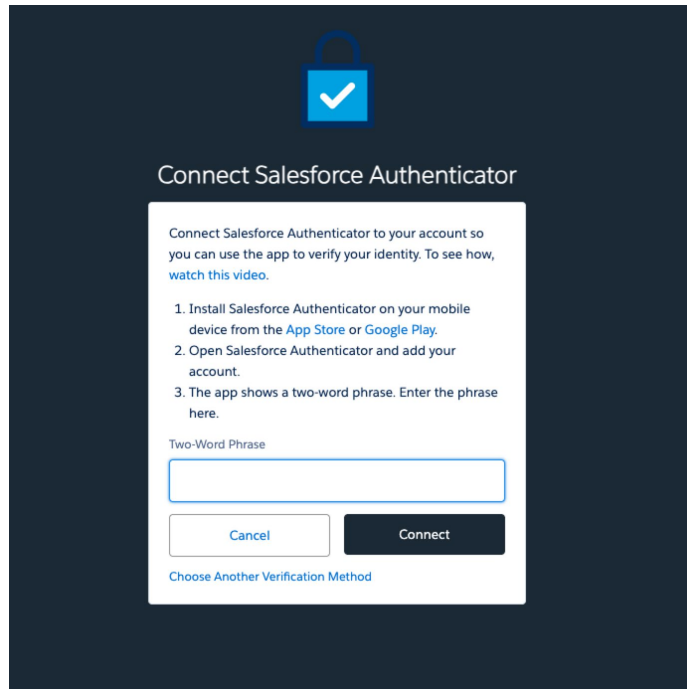 Connect Salesforce Authenticator
Connect Salesforce Authenticator to your account so
you can use the app to verify your identity. To see how,
watch this video.
1. Install Salesforce Authenticator on your mobile
device from the App Store or Google Play.
2. Open Salesforce Authenticator and add your
account.
3. The app shows a two-word phrase. Enter the phrase
here.
Two-Word Phrase
Cancel
Connect
Choose Another Verification Method